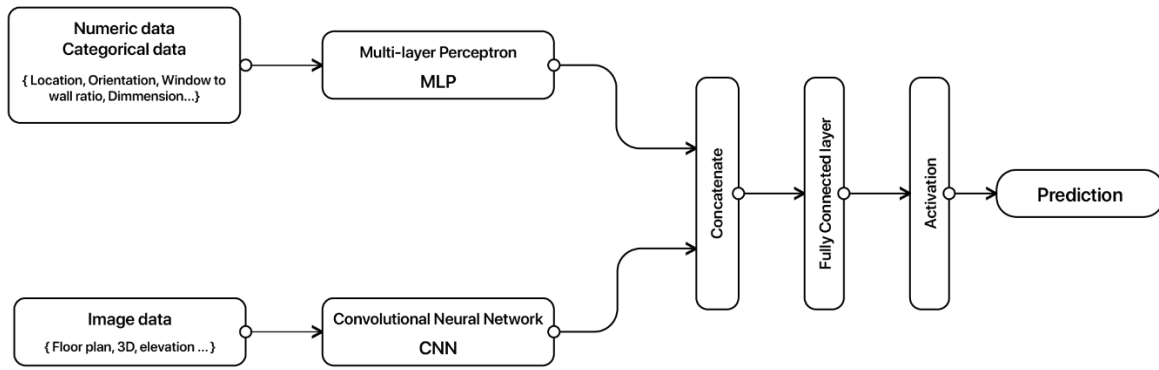 Numeric data
Categorical data
{ Location, Orientation, Window to
wall ratio, Dimmension...}
Multi-layer Perceptron
MLP
Image data
{ Floor plan, 3D, elevation ... }
Convolutional Neural Network
CNN
Concatenate
Fully Connected layer
Activation
Prediction